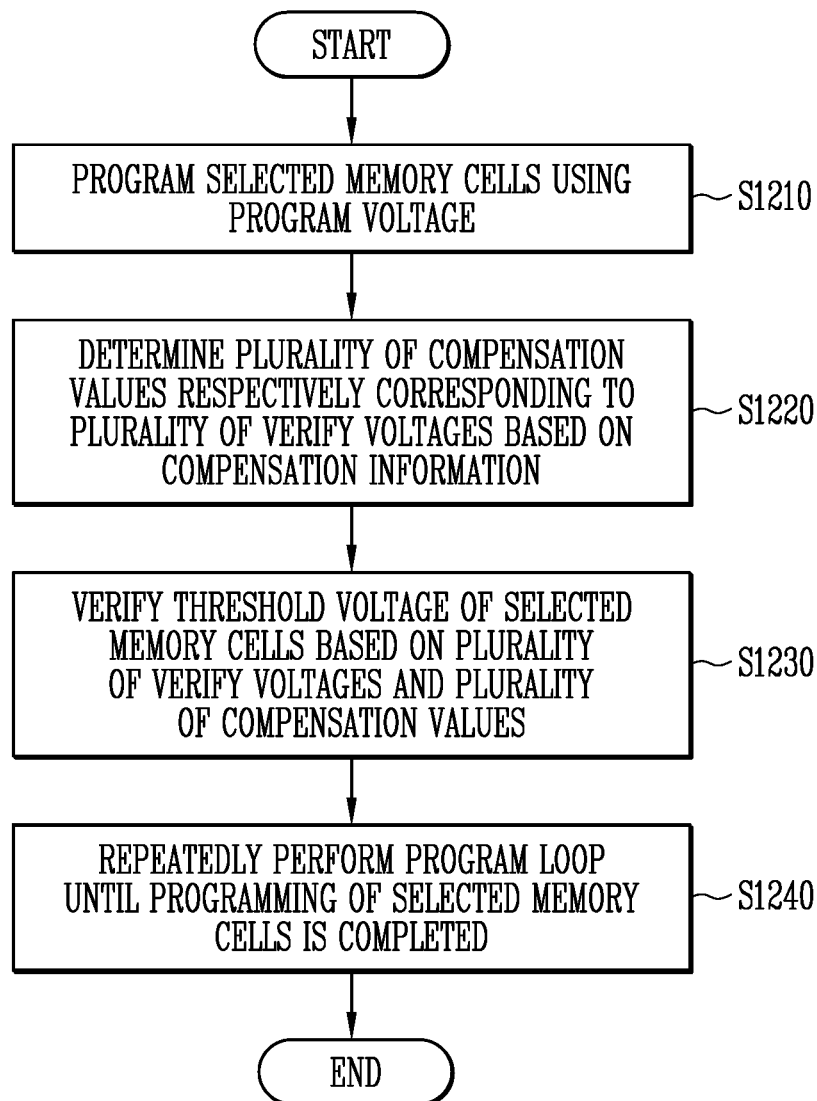 START
PROGRAM SELECTED MEMORY CELLS USING
PROGRAM VOLTAGE
S1210
DETERMINE PLURALITY OF COMPENSATION
VALUES RESPECTIVELY CORRESPONDING TO
PLURALITY OF VERIFY VOLTAGES BASED ON
COMPENSATION INFORMATION
S1220
VERIFY THRESHOLD VOLTAGE OF SELECTED
MEMORY CELLS BASED ON PLURALITY
OF VERIFY VOLTAGES AND PLURALITY
OF COMPENSATION VALUES
S1230
REPEATEDLY PERFORM PROGRAM LOOP
UNTIL PROGRAMMING OF SELECTED MEMORY
CELLS IS COMPLETED
S1240
END